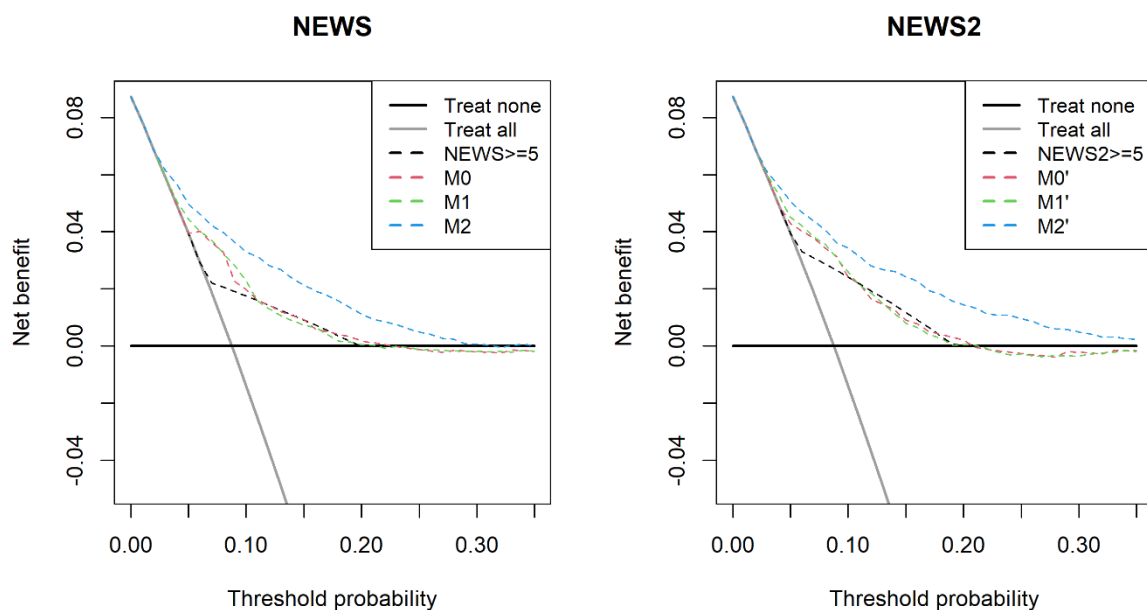 NEWS
Net benefit
0.08
0.04
0.00
-0.04
Treat none
Treat all
NEWS>=5
M0
M1
M2
0.00 0.10 0.20 0.30
Threshold probability
NEWS2
Net benefit
0.08
0.04
0.00
-0.04
Treat none
Treat all
NEWS2>=5
M0'
M1'
M2'
0.00 0.10 0.20 0.30
Threshold probability